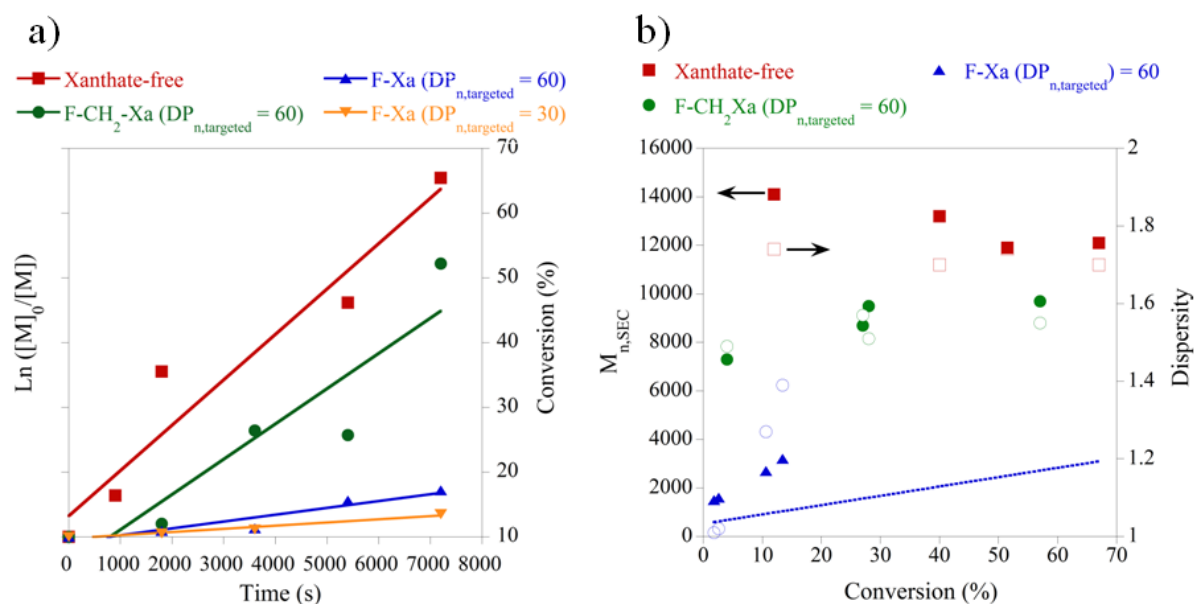 a)
Xanthate-free
F-Xa (DPn,targeted = 60)
F-CH2-Xa (DPn,targeted = 60)
F-Xa (DPn,targeted = 30)
Ln ([M]0/[M])
70
60
50
40
30
20
10
Conversion (%)
0 1000 2000 3000 4000 5000 6000 7000 8000
Time (s)
b)
Xanthate-free
F-Xa (DPn,targeted) = 60
F-CH2Xa (DPn,targeted = 60)
Mn,SEC
16000
14000
12000
10000
8000
6000
4000
2000
0
2
1.8
1.6
1.4
1.2
1
Dispersity
0 10 20 30 40 50 60 70
Conversion (%)